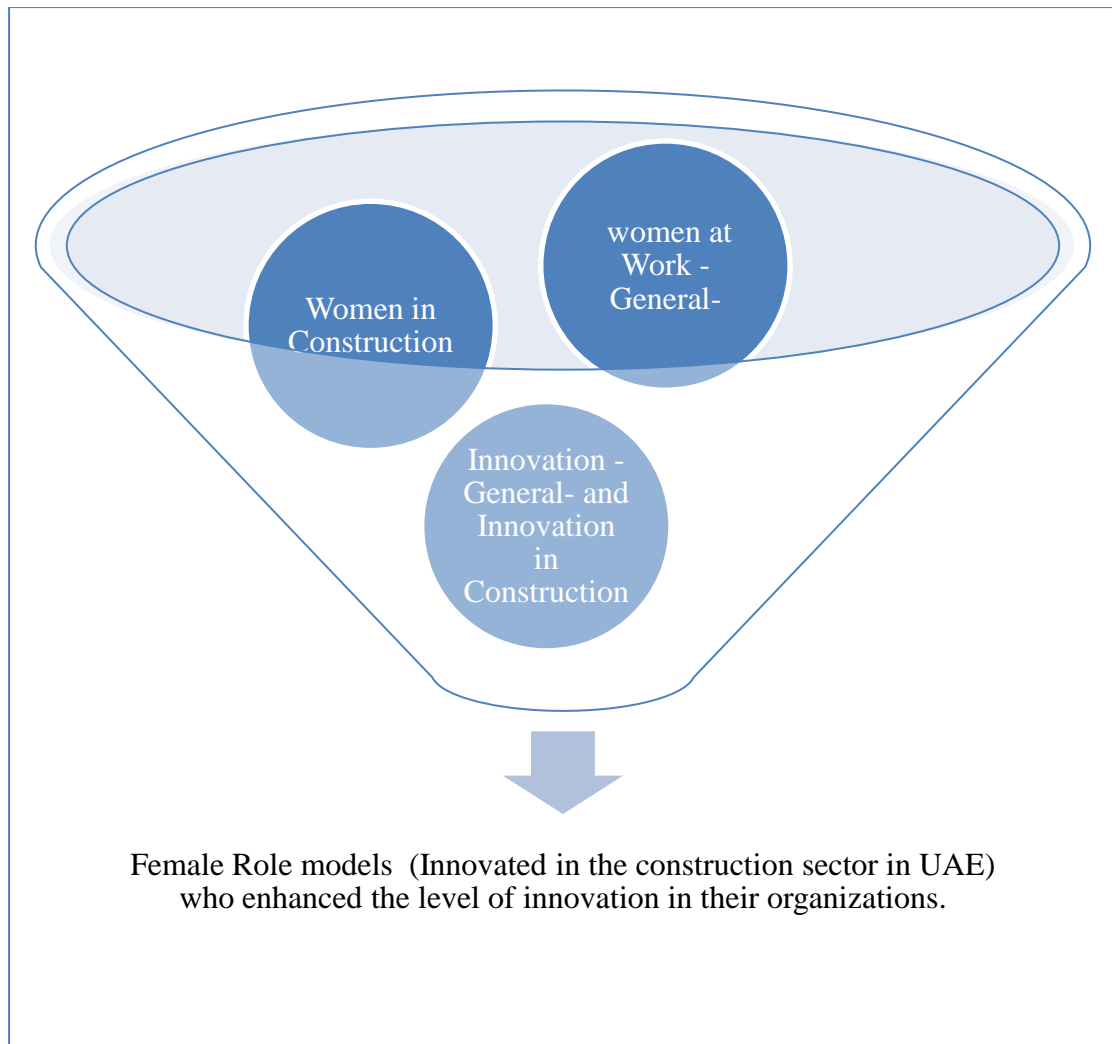 women at
Work -
General-
Women in
Construction
Innovation -
General- and
Innovation
in
Construction
Female Role models  (Innovated in the construction sector in UAE)
who enhanced the level of innovation in their organizations.